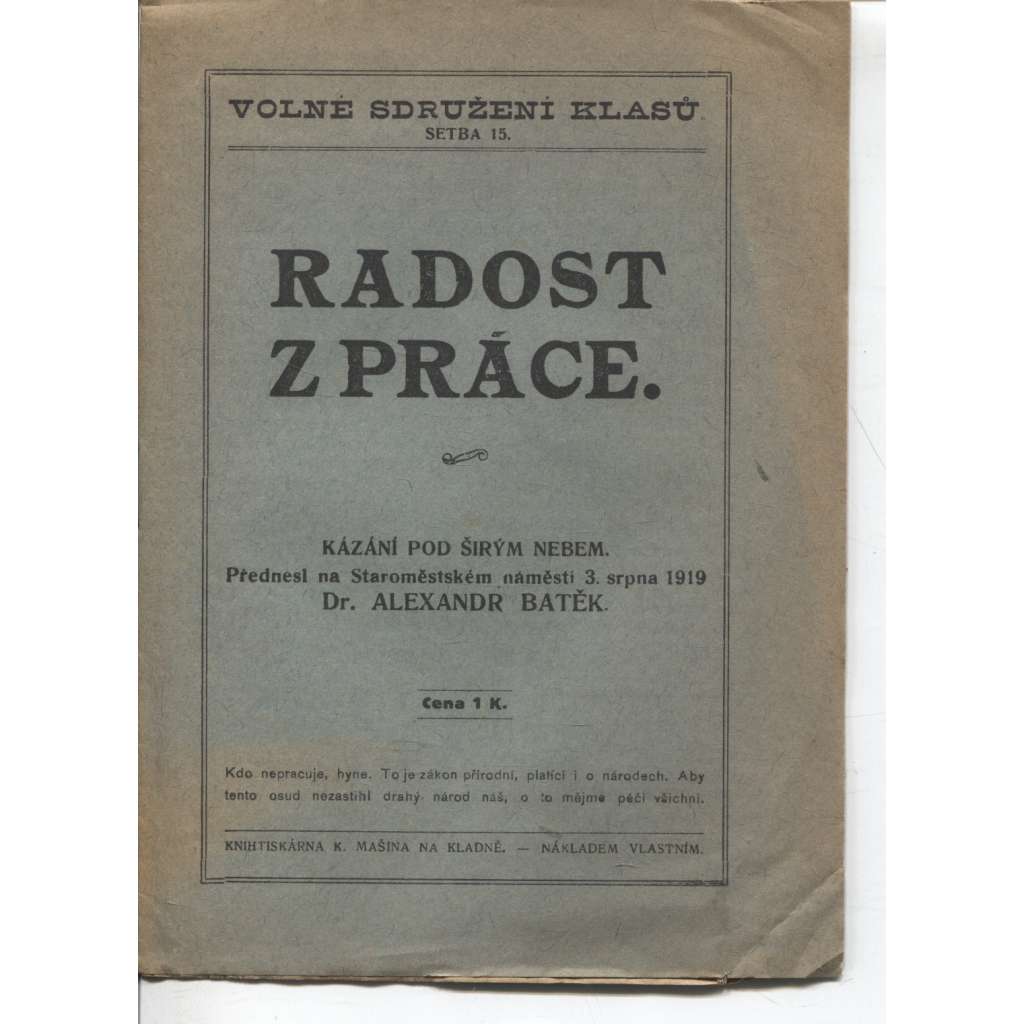 VOLNÉ SDRUŽENÍ KLASŮ.
SETBA 15.
RADOST
Z PRÁCE.
KÁZÁNÍ POD ŠIRÝM NEBEM.
Přednesl na Staroměstském náměstí 3. srpna 1919
Dr. ALEXANDR BATĚK.
Cena 1 K.
Kdo nepracuje, hyne. To je zákon přírodní, platící i o národech. Aby
tento osud nezastihl drahý národ náš, o to mějme péči všichni.
KNIHTISKÁRNA K. MAŠINA NA KLADNĚ. — NÁKLADEM VLASTNÍM.